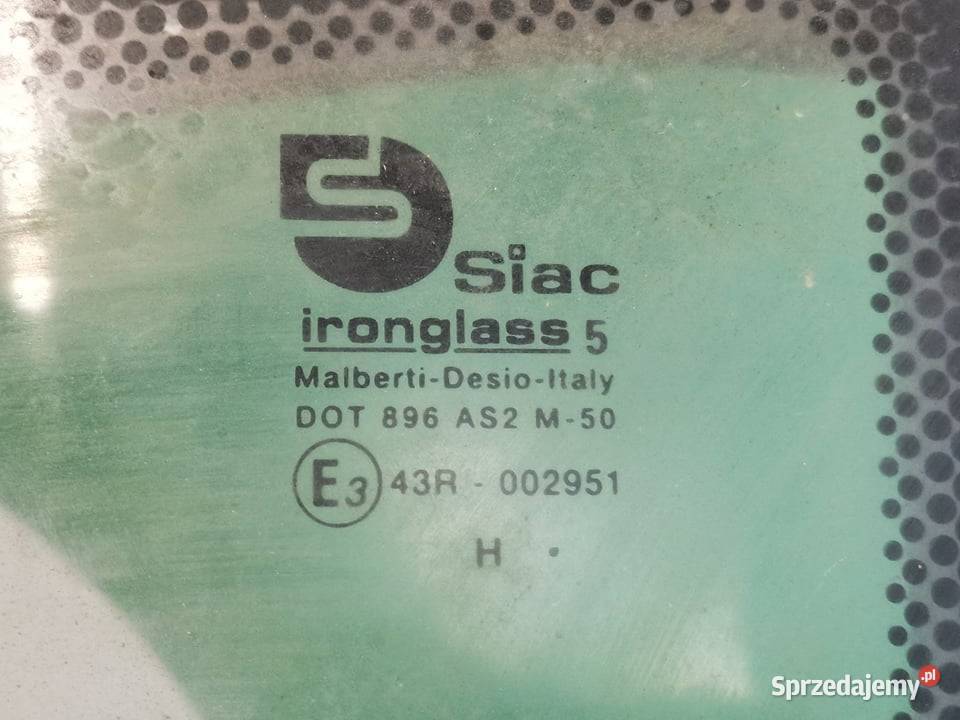 Siac
ironglass 5
Malberti-Desio-Italy
DOT 896 AS2 M-50
E3 43R - 002951
H .
Sprzedajemy.pl